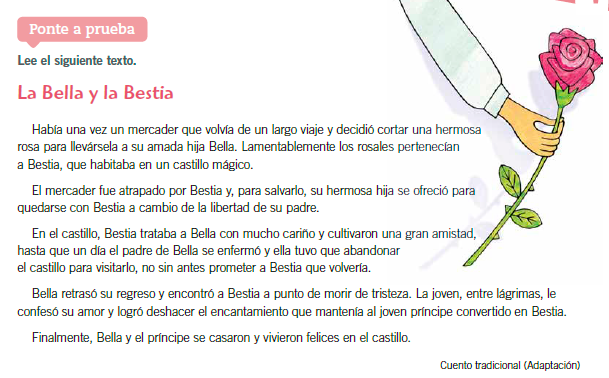 Ponte a prueba
Lee el siguiente texto.
La Bella y la Bestia
Había una vez un mercader que volvía de un largo viaje y decidió cortar una hermosa
rosa para llevársela a su amada hija Bella. Lamentablemente los rosales pertenecían
a Bestia, que habitaba en un castillo mágico.
El mercader fue atrapado por Bestia y, para salvarlo, su hermosa hija se ofreció para
quedarse con Bestia a cambio de la libertad de su padre.
En el castillo, Bestia trataba a Bella con mucho cariño y cultivaron una gran amistad,
hasta que un día el padre de Bella se enfermó y ella tuvo que abandonar
el castillo para visitarlo, no sin antes prometer a Bestia que volvería.
Bella retrasó su regreso y encontró a Bestia a punto de morir de tristeza. La joven, entre lágrimas, le
confesó su amor y logró deshacer el encantamiento que mantenía al joven príncipe convertido en Bestia.
Finalmente, Bella y el príncipe se casaron y vivieron felices en el castillo.
Cuento tradicional (Adaptación)